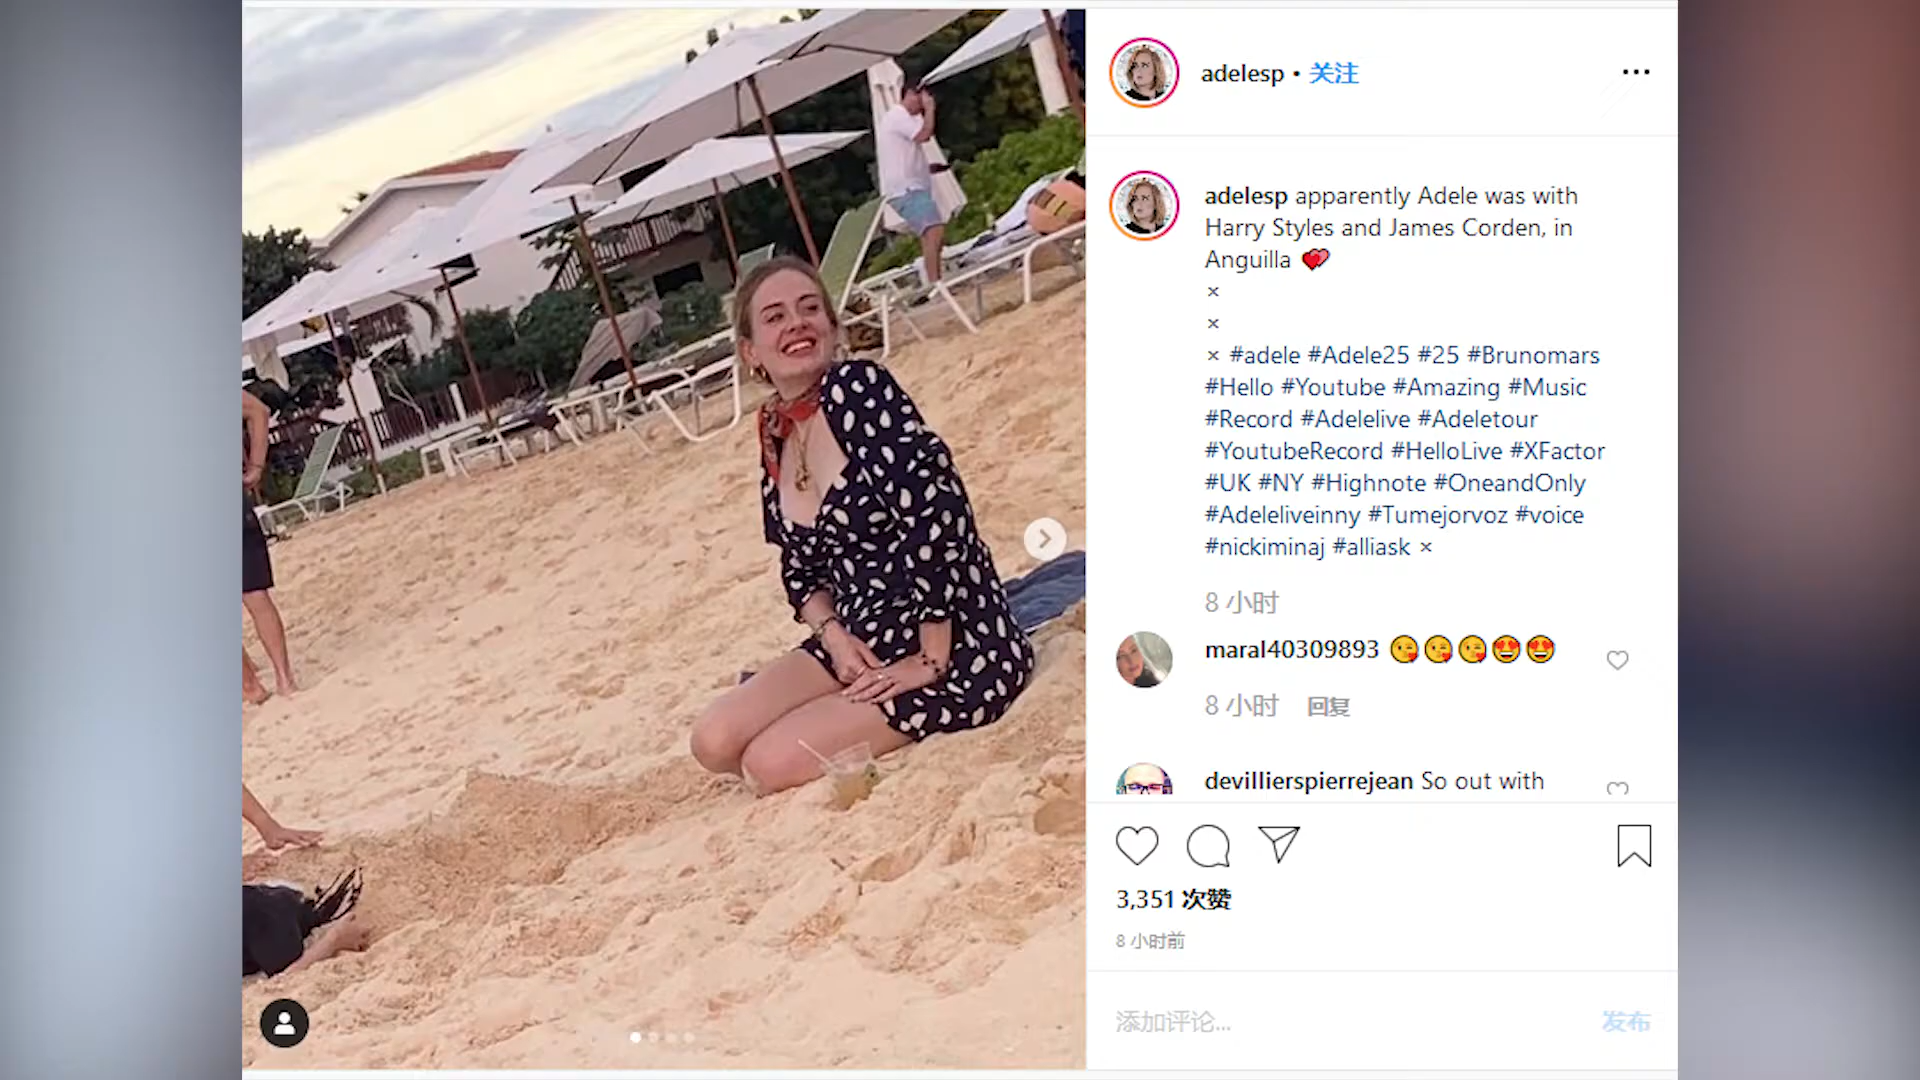 adelesp • 关注
adelesp apparently Adele was with
Harry Styles and James Corden, in
Anguilla 💕
×
×
× #adele #Adele25 #25 #Brunomars
#Hello #Youtube #Amazing #Music
#Record #Adelelive #Adeletour
#YoutubeRecord #HelloLive #XFactor
#UK #NY #Highnote #OneandOnly
#Adeleliveinny #Tumejorvoz #voice
#nickiminaj #alliask ×
8 小时
maral40309893 😘😘😘😍😍
8 小时 回复
devillierspierrejean So out with
3,351 次赞
8 小时前
添加评论...
发布